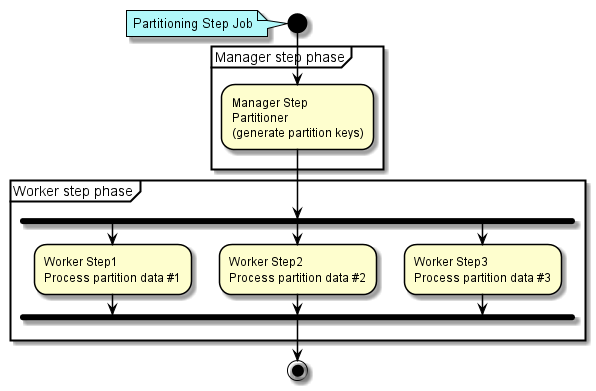 Partitioning Step Job
Manager step phase
Manager Step
Partitioner
(generate partition keys)
Worker step phase
Worker Step1
Process partition data #1
Worker Step2
Process partition data #2
Worker Step3
Process partition data #3